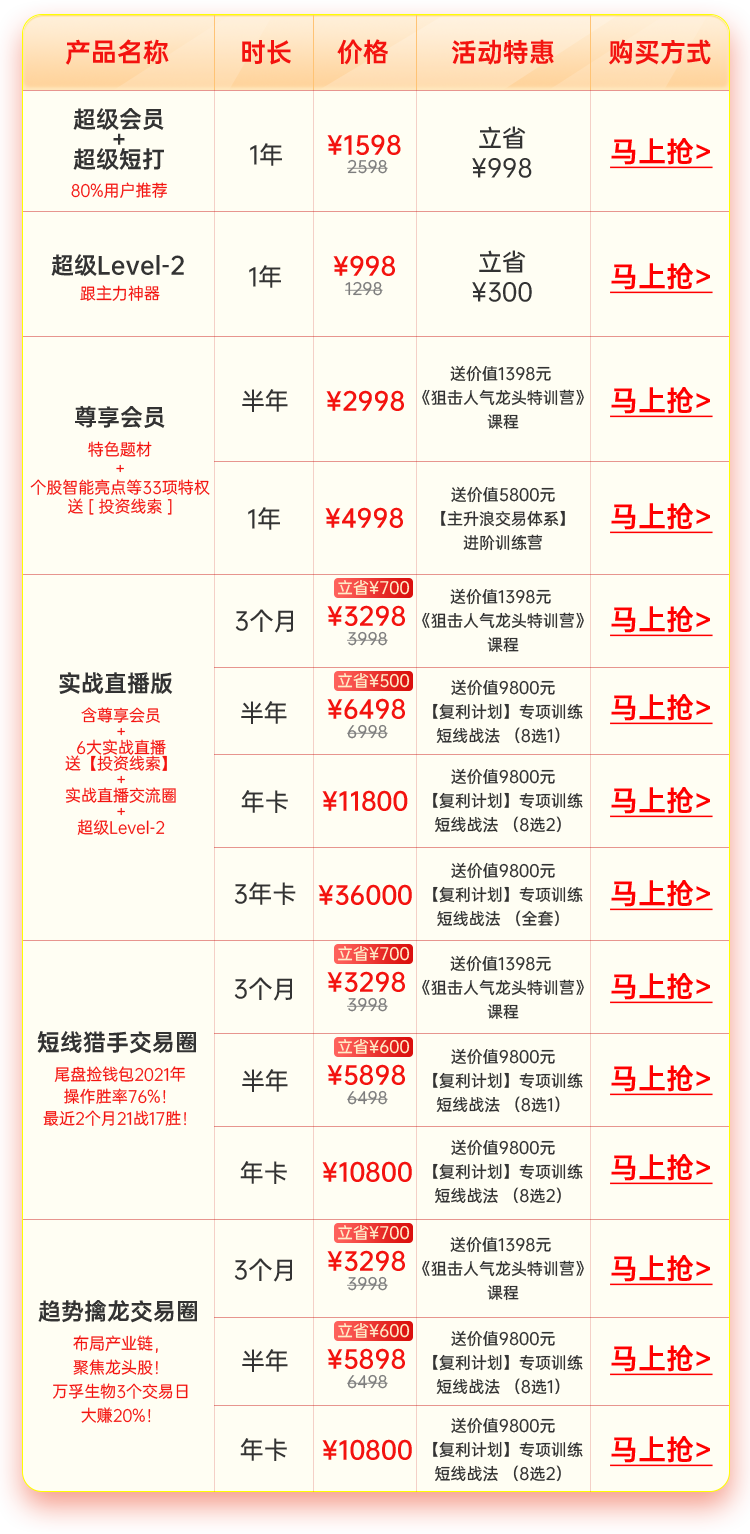 产品名称
时长
价格
活动特惠
购买方式
超级会员
+
超级短打
80%用户推荐
1年
¥1598
2598
立省
¥998
马上抢>
超级Level-2
跟主力神器
1年
¥998
1298
立省
¥300
马上抢>
尊享会员
特色题材
+
个股智能亮点等33项特权
送 [ 投资线索 ]
半年
¥2998
送价值1398元
《狙击人气龙头特训营》
课程
马上抢>
1年
¥4998
送价值5800元
【主升浪交易体系】
进阶训练营
马上抢>
实战直播版
含尊享会员
+
6大实战直播
送【投资线索】
+
实战直播交流圈
+
超级Level-2
3个月
立省¥700
¥3298
3998
送价值1398元
《狙击人气龙头特训营》
课程
马上抢>
半年
立省¥500
¥6498
6998
送价值9800元
【复利计划】专项训练
短线战法 （8选1）
马上抢>
年卡
¥11800
送价值9800元
【复利计划】专项训练
短线战法 （8选2）
马上抢>
3年卡
¥36000
送价值9800元
【复利计划】专项训练
短线战法 （全套）
马上抢>
短线猎手交易圈
尾盘捡钱包2021年
操作胜率76%！
最近2个月21战17胜！
3个月
立省¥700
¥3298
3998
送价值1398元
《狙击人气龙头特训营》
课程
马上抢>
半年
立省¥600
¥5898
6498
送价值9800元
【复利计划】专项训练
短线战法 （8选1）
马上抢>
年卡
¥10800
送价值9800元
【复利计划】专项训练
短线战法 （8选2）
马上抢>
趋势擒龙交易圈
布局产业链，
聚焦龙头股！
万孚生物3个交易日
大赚20%！
3个月
立省¥700
¥3298
3998
送价值1398元
《狙击人气龙头特训营》
课程
马上抢>
半年
立省¥600
¥5898
6498
送价值9800元
【复利计划】专项训练
短线战法 （8选1）
马上抢>
年卡
¥10800
送价值9800元
【复利计划】专项训练
短线战法 （8选2）
马上抢>